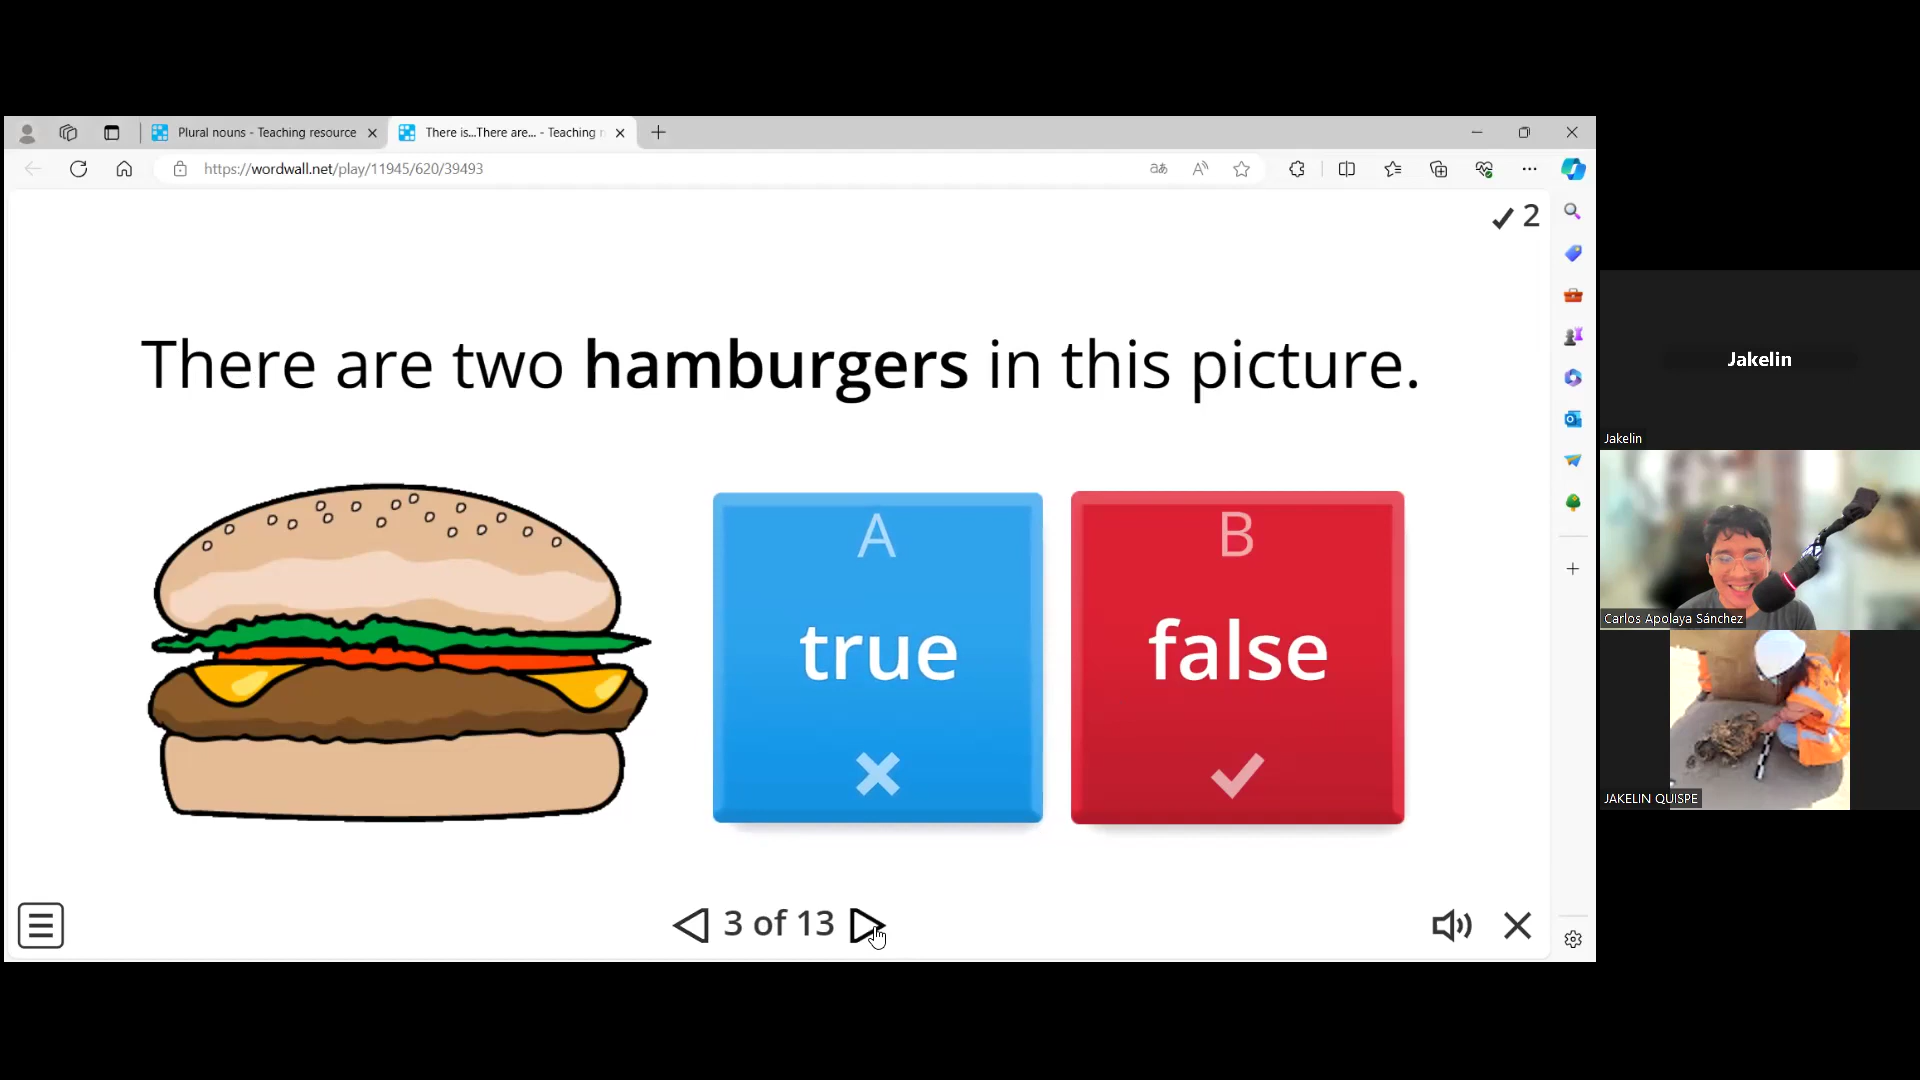 Plural nouns - Teaching resource
There is...There are... - Teaching r
https://wordwall.net/play/11945/620/39493
2
There are two hamburgers in this picture.
A
true
B
false
3 of 13
Jakelin
Jakelin
Carlos Apolaya Sánchez
JAKELIN QUISPE